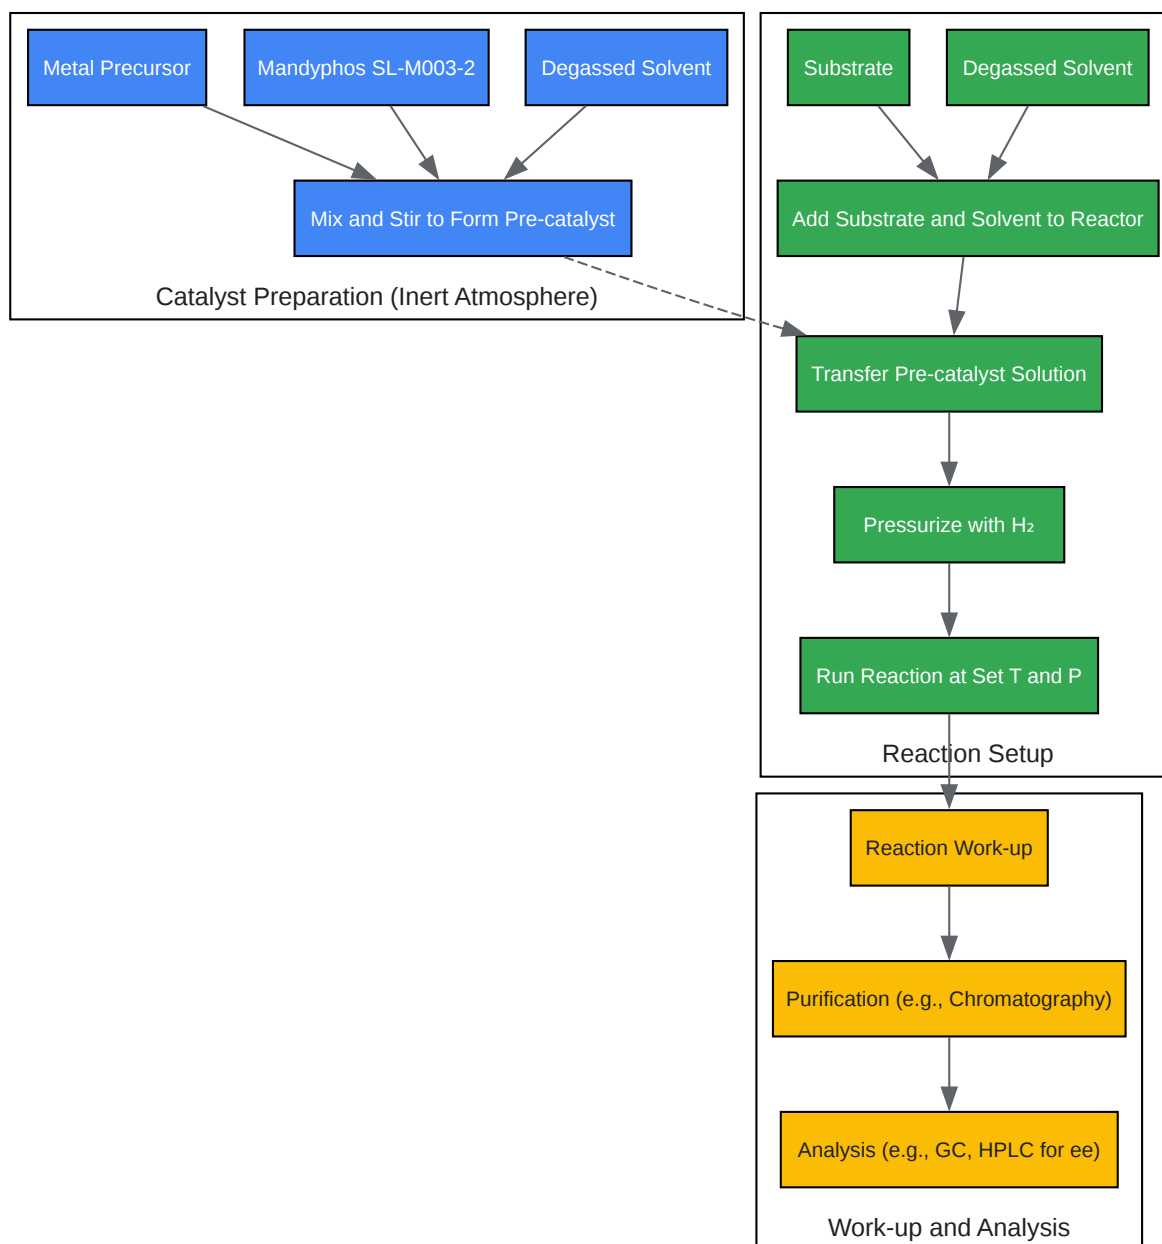 Metal Precursor
Mandyphos SL-M003-2
Degassed Solvent
Mix and Stir to Form Pre-catalyst
Catalyst Preparation (Inert Atmosphere)
Substrate
Degassed Solvent
Add Substrate and Solvent to Reactor
Transfer Pre-catalyst Solution
Pressurize with H₂
Run Reaction at Set T and P
Reaction Setup
Reaction Work-up
Purification (e.g., Chromatography)
Analysis (e.g., GC, HPLC for ee)
Work-up and Analysis